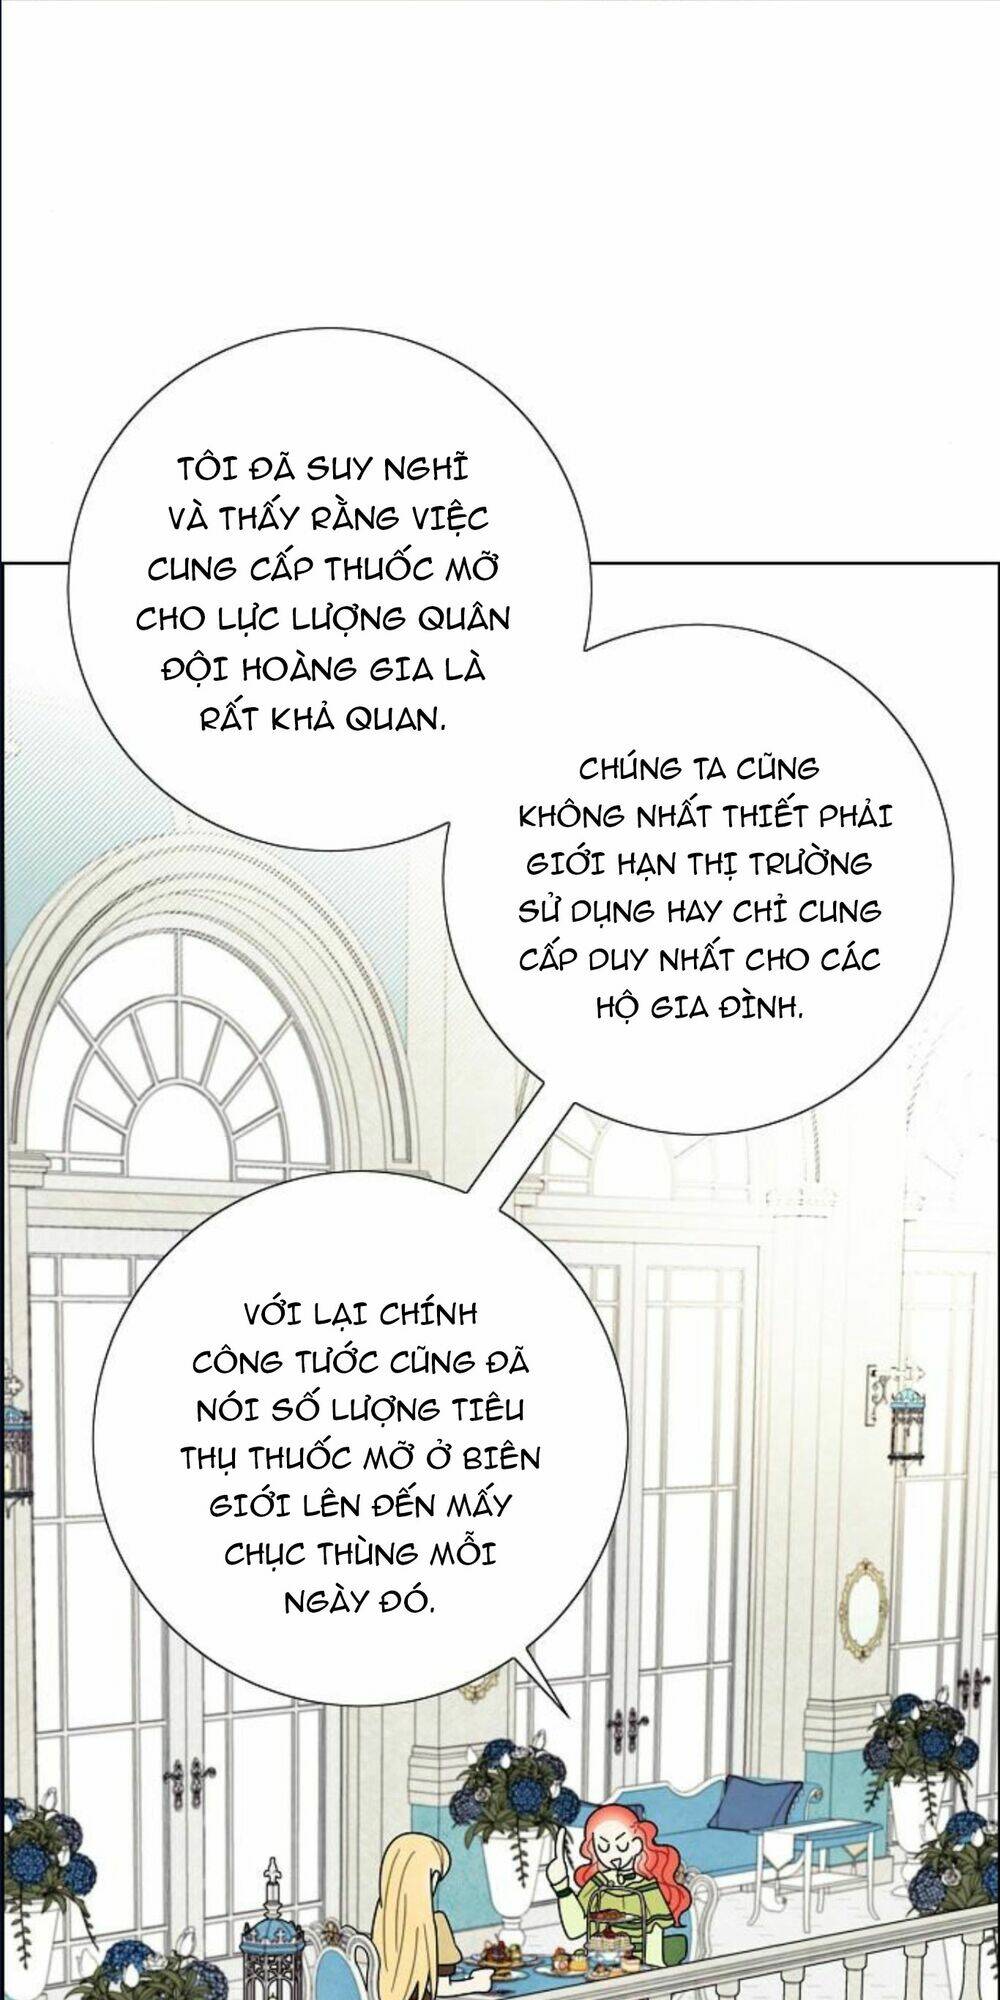 TÔI ĐÃ SUY NGHĨ
VÀ THẤY RẰNG VIỆC
CUNG CẤP THUỐC MỠ
CHO LỰC LƯỢNG QUÂN
ĐỘI HOÀNG GIA LÀ
RẤT KHẢ QUAN.
CHÚNG TA CŨNG
KHÔNG NHẤT THIẾT PHẢI
GIỚI HẠN THỊ TRƯỜNG
SỬ DỤNG HAY CHỈ CUNG
CẤP DUY NHẤT CHO CÁC
HỘ GIA ĐÌNH.
VỚI LẠI CHÍNH
CÔNG TƯỚC CŨNG ĐÃ
NÓI SỐ LƯỢNG TIÊU
THỤ THUỐC MỠ Ở BIÊN
GIỚI LÊN ĐẾN MẤY
CHỤC THÙNG MỖI
NGÀY ĐÓ.